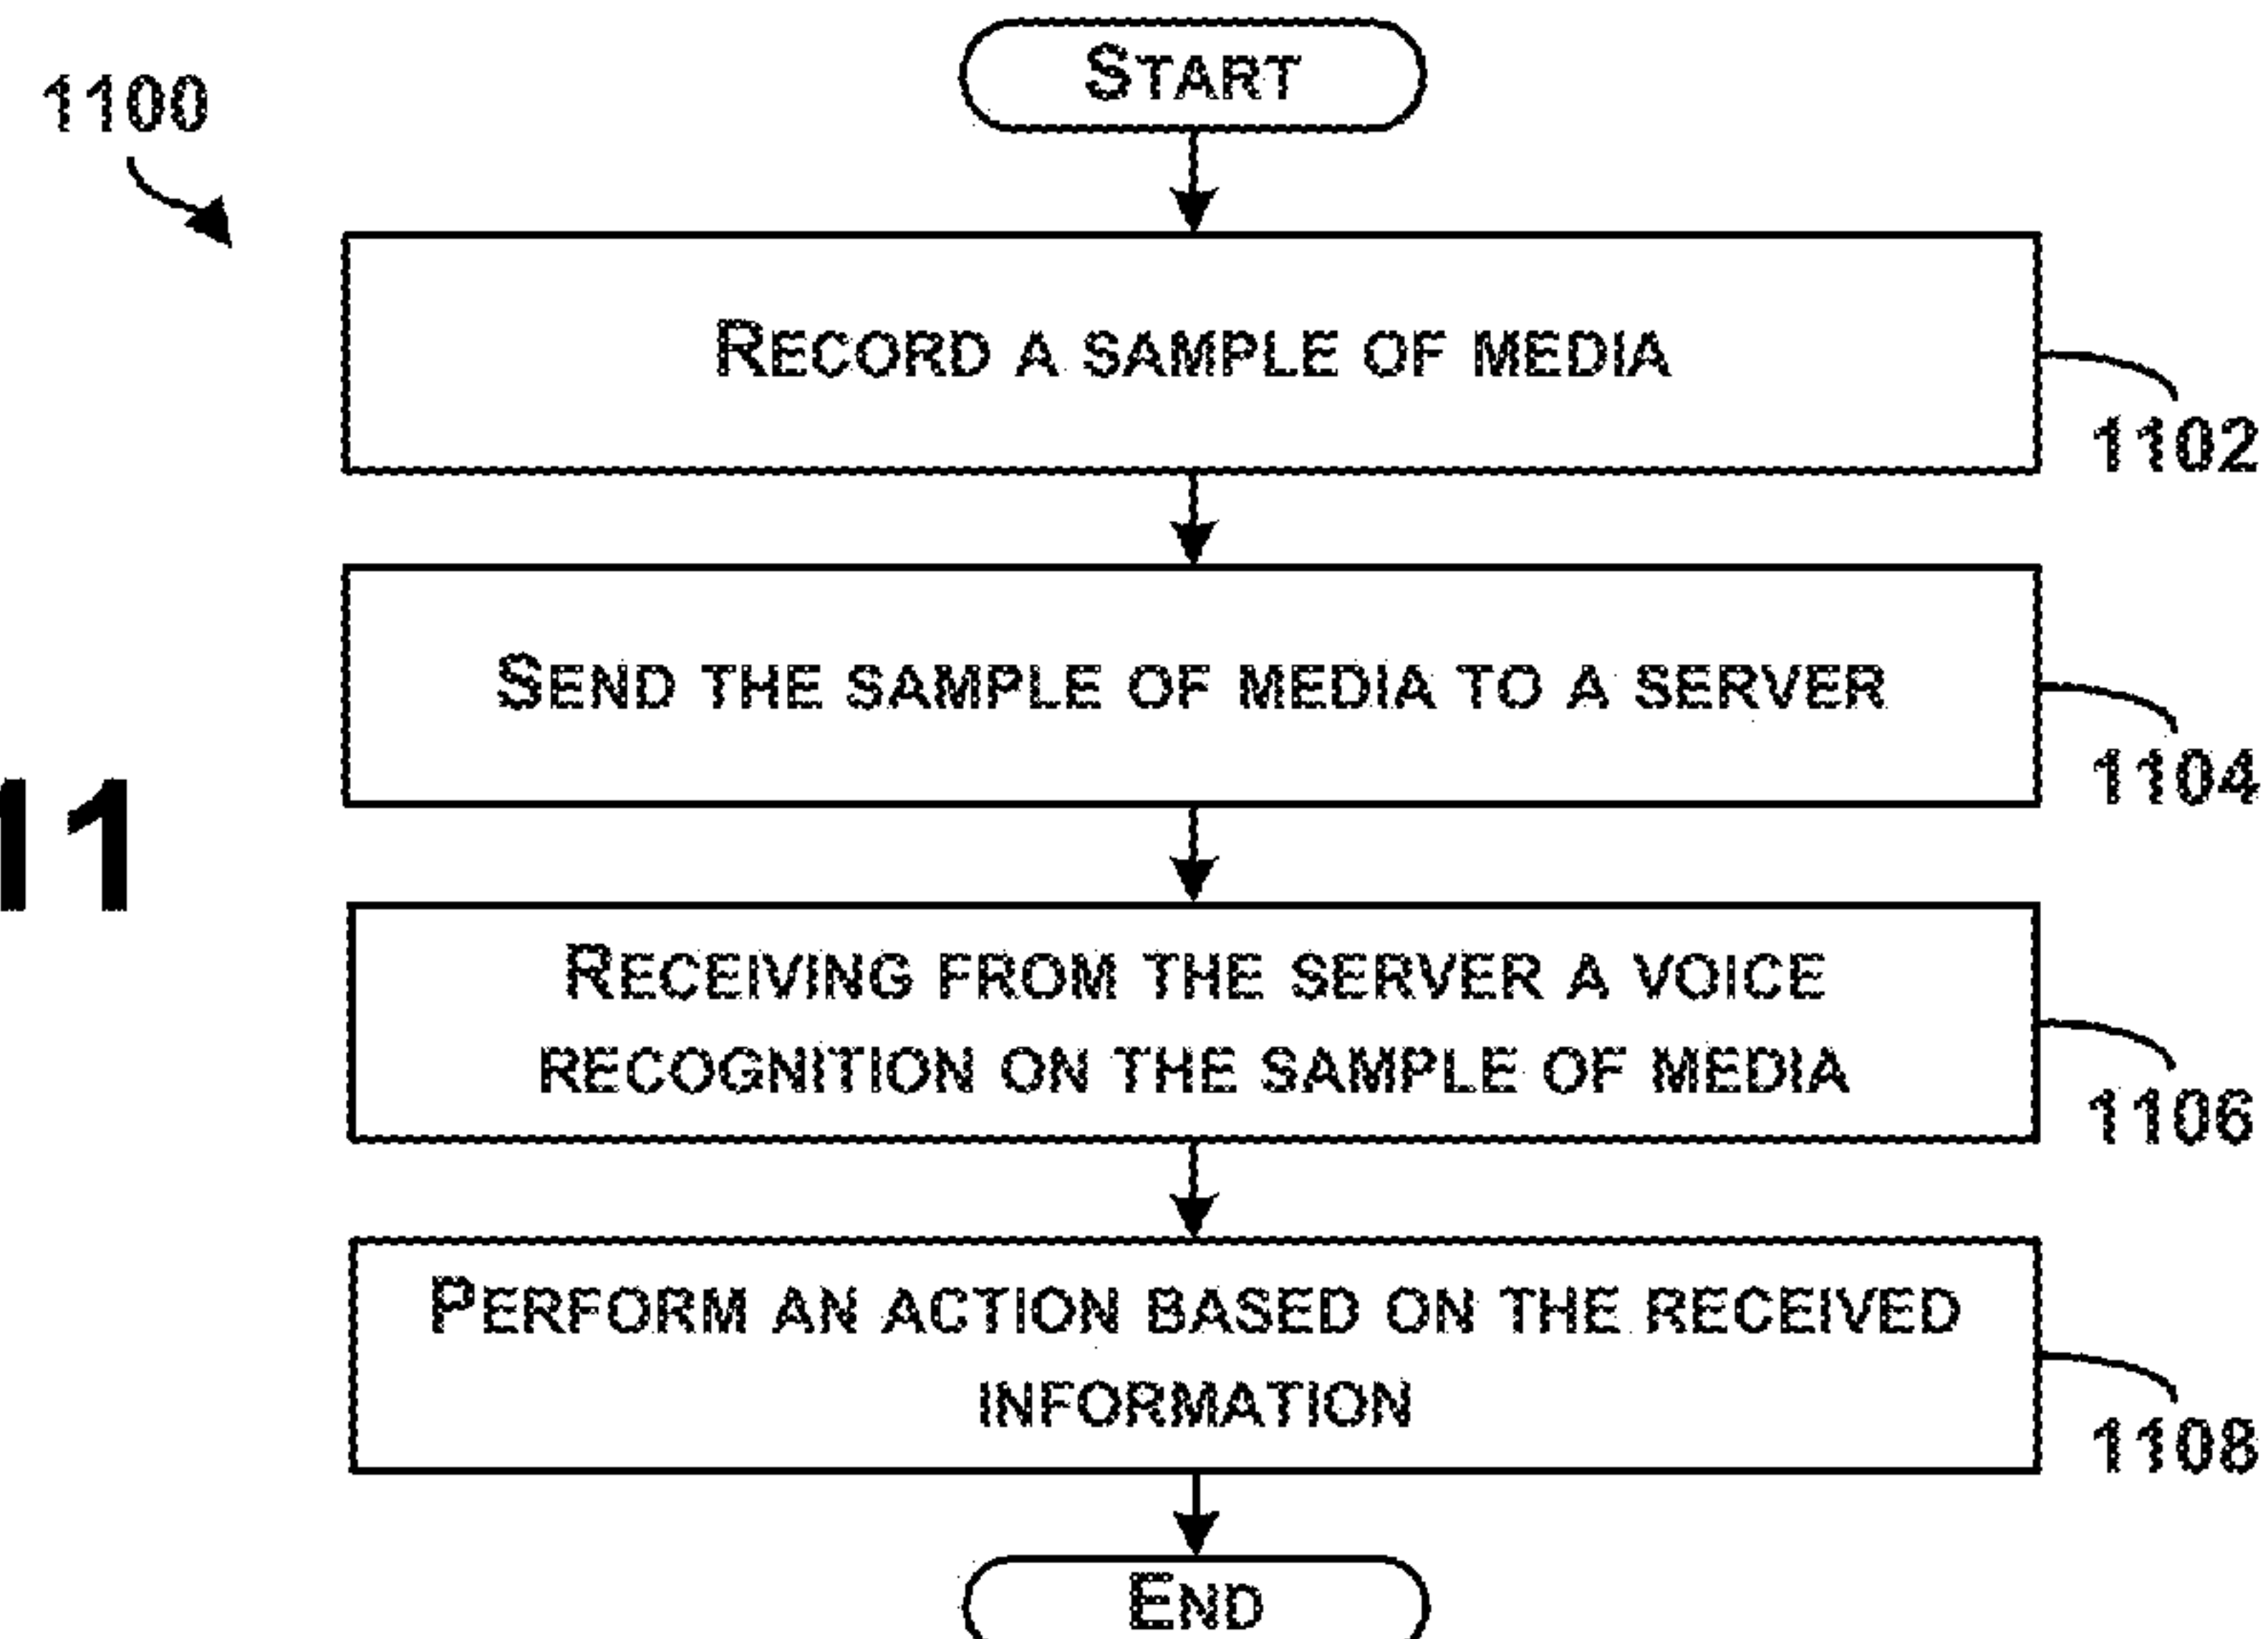 START
1100
RECORD A SAMPLE OF MEDIA
1102
SEND THE SAMPLE OF MEDIA TO A SERVER
1104
11
RECEIVING FROM THE SERVER A VOICE
RECOGNITION ON THE SAMPLE OF MEDIA
1106
PERFORM AN ACTION BASED ON THE RECEIVED
INFORMATION
1108
END